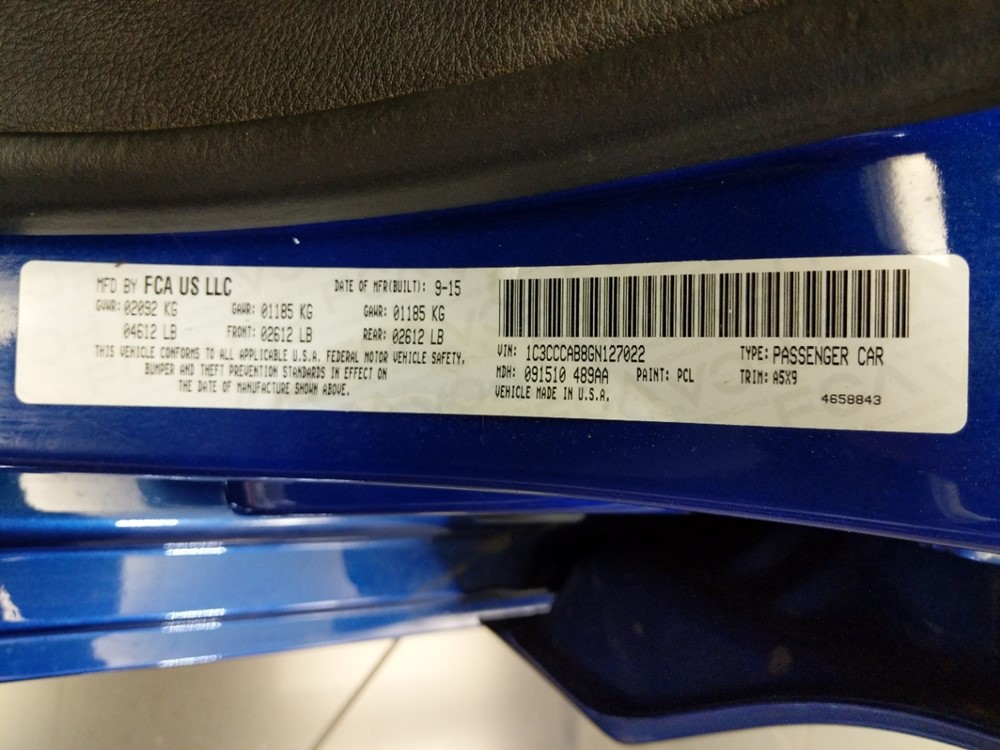 MFD BY FCA US LLC DATE OF MFR(BUILT): 9-15
GVWR: 02092 KG GAWR: 01185 KG GAWR: 01185 KG
04612 LB FRONT: 02612 LB REAR: 02612 LB
THIS VEHICLE CONFORMS TO ALL APPLICABLE U.S.A. FEDERAL MOTOR VEHICLE SAFETY,
BUMPER AND THEFT PREVENTION STANDARDS IN EFFECT ON
THE DATE OF MANUFACTURE SHOWN ABOVE.
VIN: 1C3CCCAB8GN127022 TYPE: PASSENGER CAR
MDH: 091510 489AA PAINT: PCL TRIM: A5X9
VEHICLE MADE IN U.S.A.
4658843